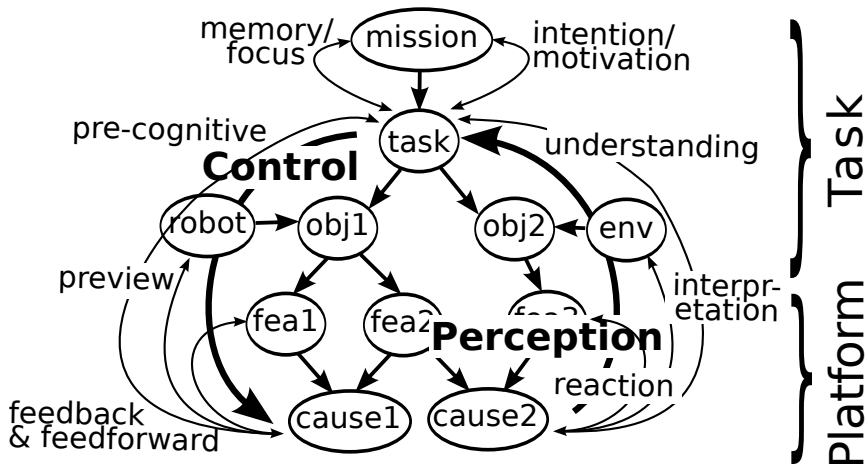 memory/
focus
mission
intention/
motivation
pre-cognitive
task
understanding
Control
robot
obj1
obj2
env
preview
interpr-
etation
fea1
fea2
fea3
Perception
reaction
cause1
cause2
feedback
& feedforward
Task
Platform